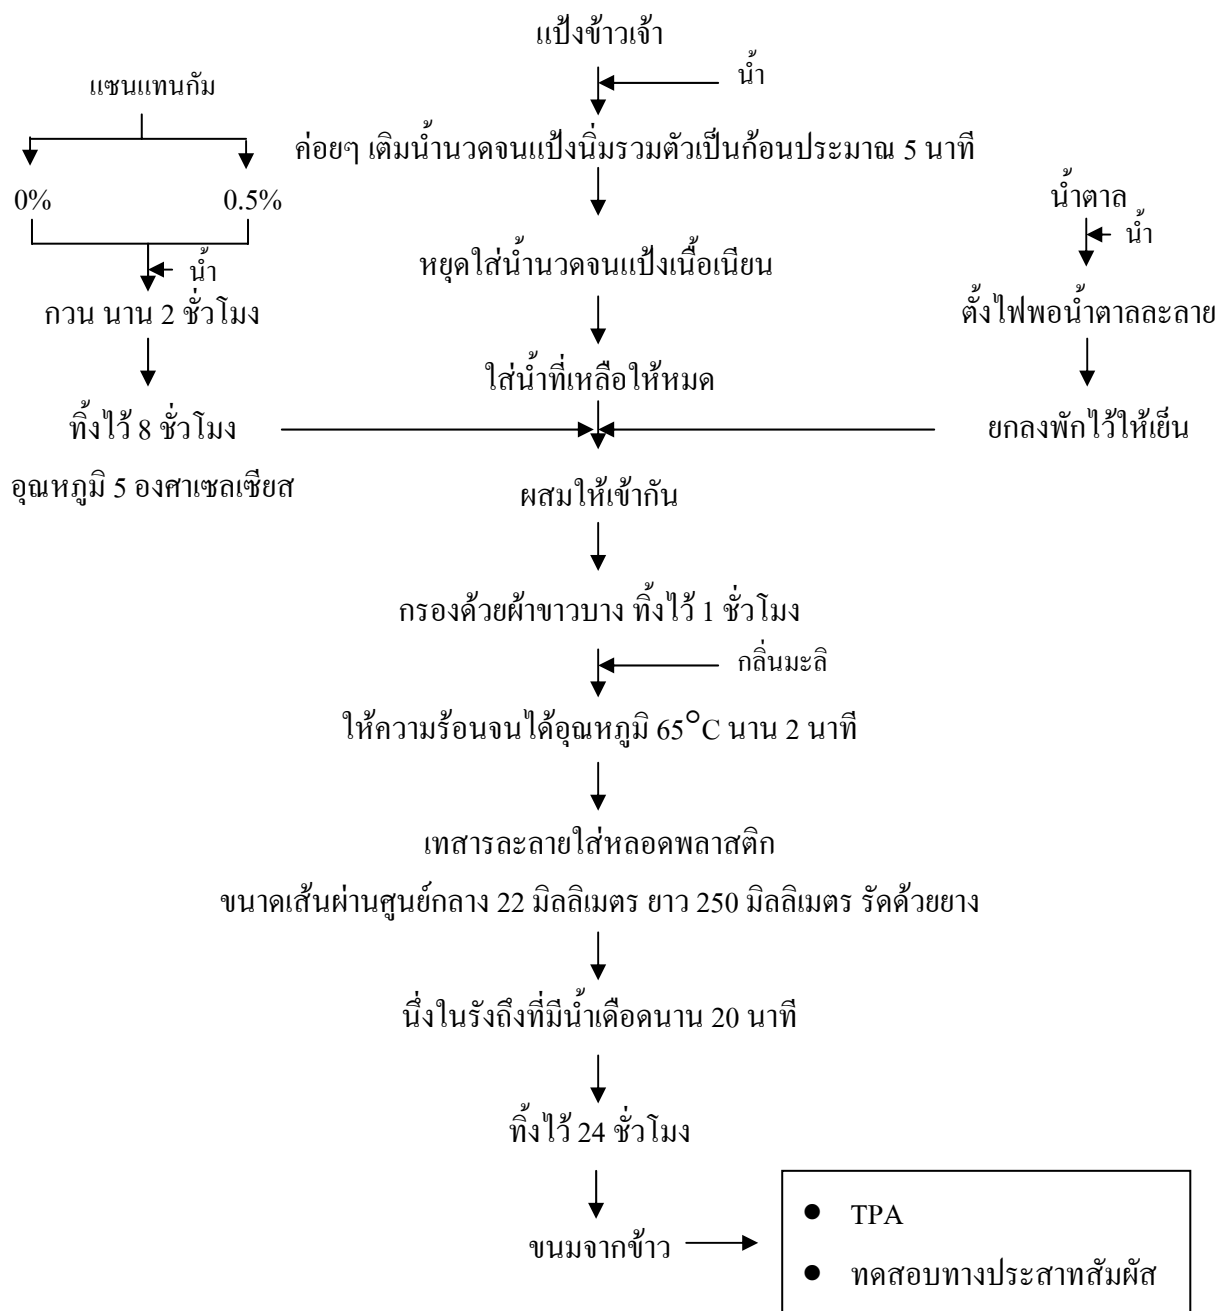 แป้งข้าวเจ้า
น้ำ
แซนแทนกัม
ค่อยๆ เติมน้ำนวดจนแป้งนิ่มรวมตัวเป็นก้อนประมาณ 5 นาที
0%
0.5%
น้ำตาล
น้ำ
หยุดใส่น้ำนวดจนแป้งเนื้อเนียน
น้ำ
กวน นาน 2 ชั่วโมง
ตั้งไฟพอน้ำตาลละลาย
ใส่น้ำที่เหลือให้หมด
ทิ้งไว้ 8 ชั่วโมง
ยกลงพักไว้ให้เย็น
อุณหภูมิ 5 องศาเซลเซียส
ผสมให้เข้ากัน
กรองด้วยผ้าขาวบาง ทิ้งไว้ 1 ชั่วโมง
กลิ่นมะลิ
ให้ความร้อนจนได้อุณหภูมิ 65°C นาน 2 นาที
เทสารละลายใส่หลอดพลาสติก
ขนาดเส้นผ่านศูนย์กลาง 22 มิลลิเมตร ยาว 250 มิลลิเมตร รัดด้วยยาง
นึ่งในรังถึงที่มีน้ำเดือดนาน 20 นาที
ทิ้งไว้ 24 ชั่วโมง
ขนมจากข้าว
● TPA
● ทดสอบทางประสาทสัมผัส